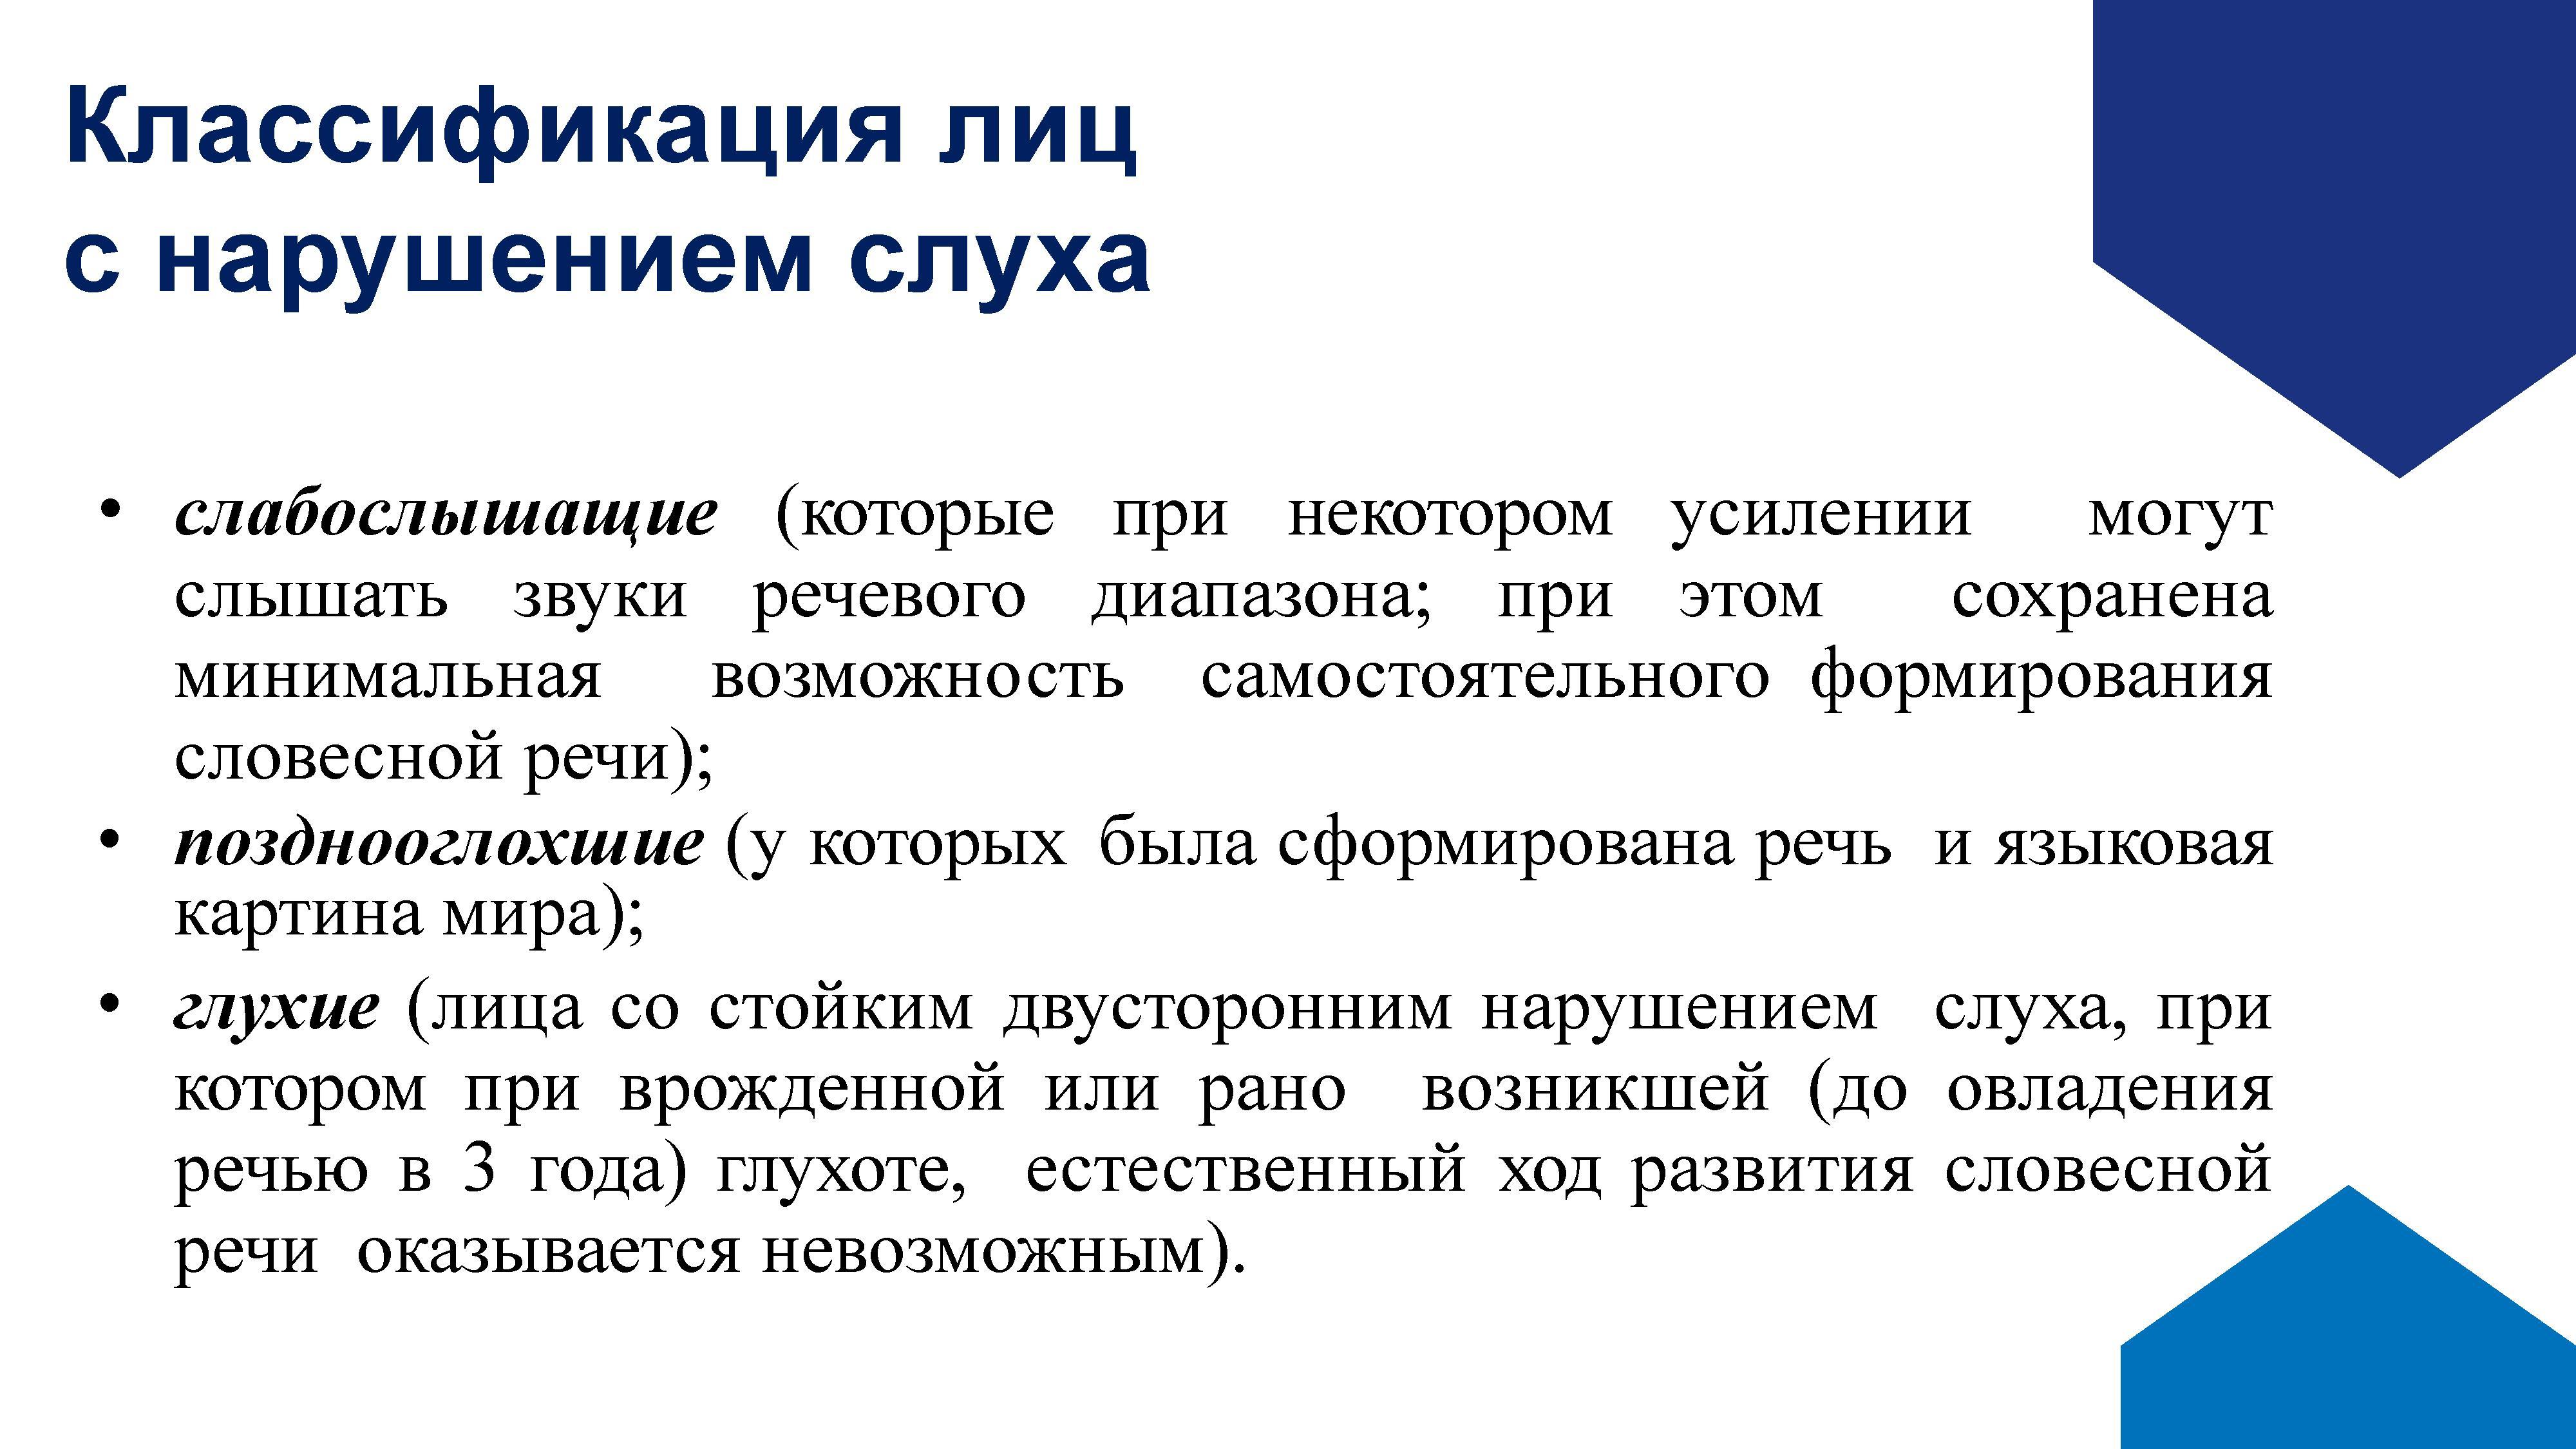 Классификация лиц
с нарушением слуха
• слабослышащие (которые при некотором усилении могут
слышать звуки речевого диапазона; при этом сохранена
минимальная возможность самостоятельного формирования
словесной речи);
• позднооглохшие (у которых была сформирована речь и языковая
картина мира);
• глухие (лица со стойким двусторонним нарушением слуха, при
котором при врожденной или рано возникшей (до овладения
речью в 3 года) глухоте, естественный ход развития словесной
речи оказывается невозможным).